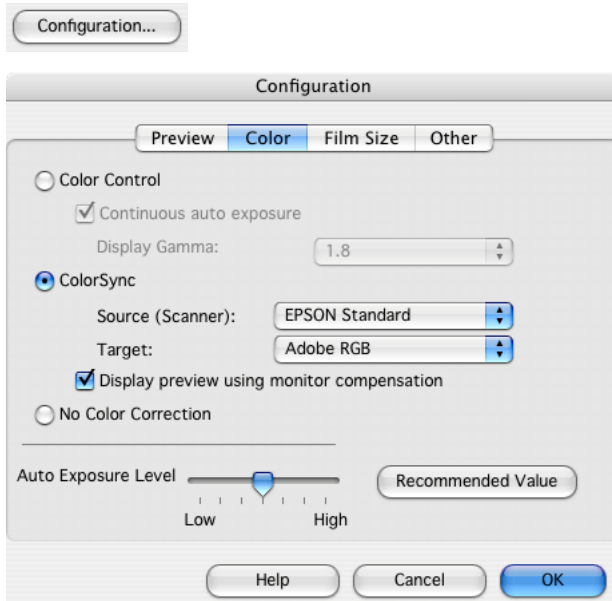 Configuration...
Configuration
Preview Color Film Size Other
Color Control
Continuous auto exposure
Display Gamma: 1.8
ColorSync
Source (Scanner): EPSON Standard
Target: Adobe RGB
Display preview using monitor compensation
No Color Correction
Auto Exposure Level
Recommended Value
Low High
Help Cancel OK